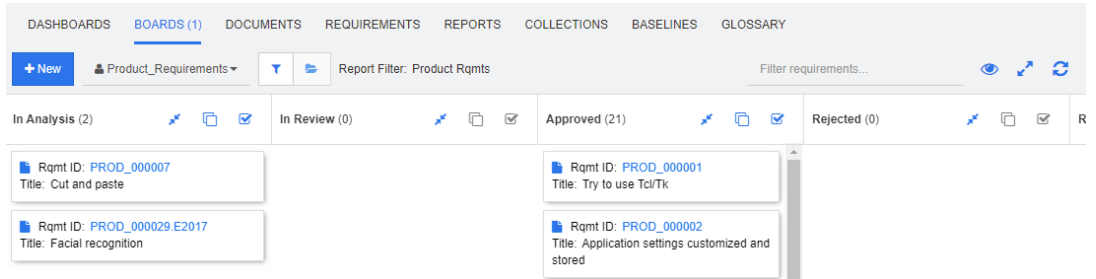 DASHBOARDS BOARDS (1) DOCUMENTS REQUIREMENTS REPORTS COLLECTIONS BASELINES GLOSSARY
+ New Product_Requirements Report Filter: Product Rqmts Filter requirements...
In Analysis (2) In Review (0) Approved (21) Rejected (0) R
Rqmt ID: PROD_000007 Rqmt ID: PROD_000001
Title: Cut and paste Title: Try to use Tcl/Tk
Rqmt ID: PROD_000029.E2017 Rqmt ID: PROD_000002
Title: Facial recognition Title: Application settings customized and
stored